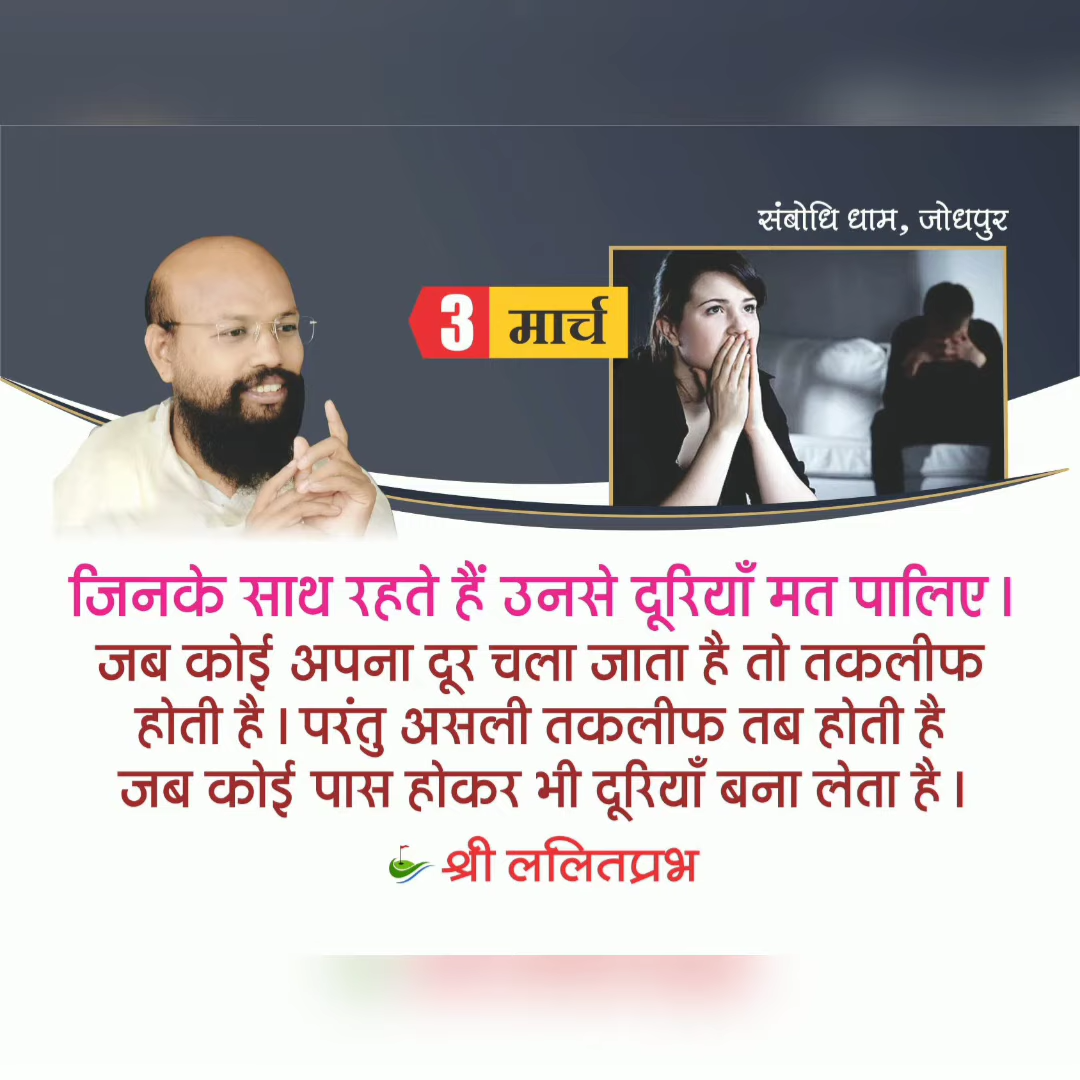 संबोधि धाम, जोधपुर
3 मार्च
जिनके साथ रहते हैं उनसे दूरियाँ मत पालिए।
जब कोई अपना दूर चला जाता है तो तकलीफ
होती है। परंतु असली तकलीफ तब होती है
जब कोई पास होकर भी दूरियाँ बना लेता है।
श्री ललितप्रभ